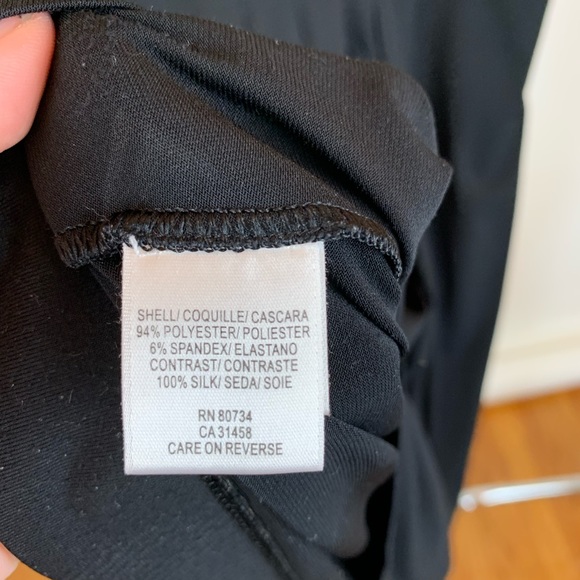 SHELL/ COQUILLE/ CASCARA
94% POLYESTER/ POLIESTER
6% SPANDEX/ ELASTANO
CONTRAST/ CONTRASTE
100% SILK/ SEDA/ SOIE
RN 80734
CA 31458
CARE ON REVERSE